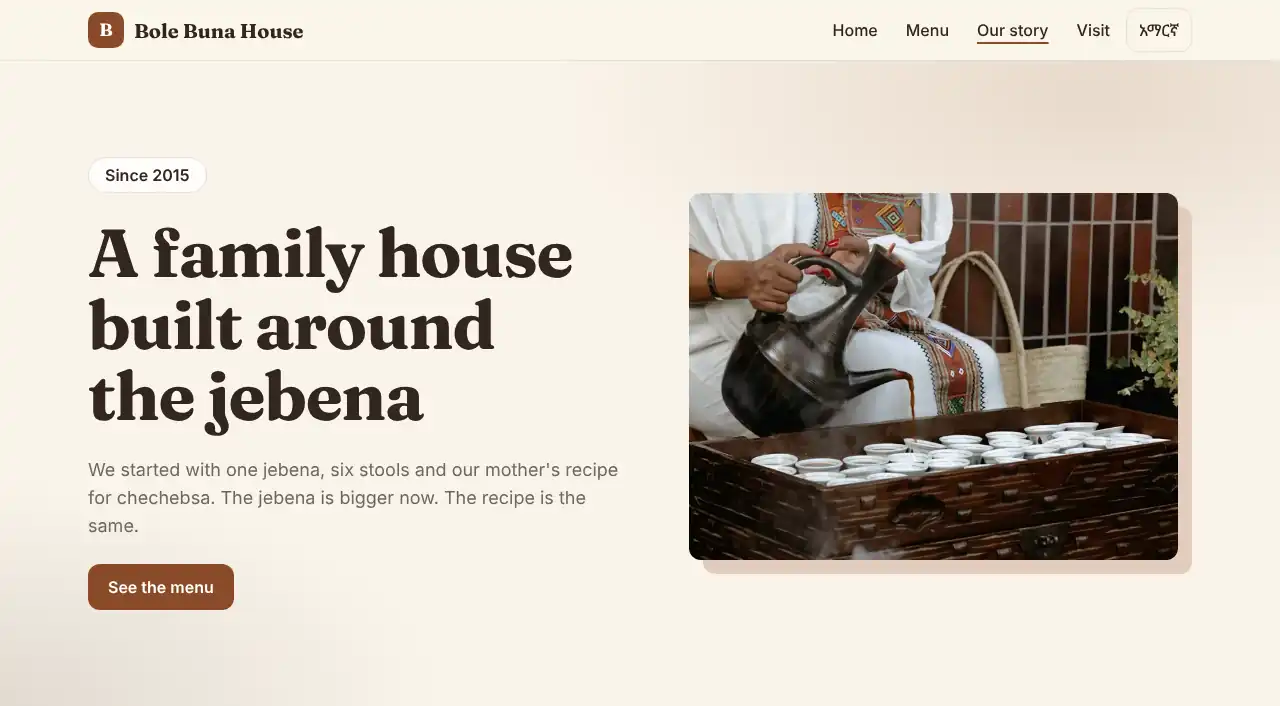 B
Bole Buna House
Home
Menu
Our story
Visit
አማርኛ
Since 2015
A family house
built around
the jebena
We started with one jebena, six stools and our mother's recipe
for chechebsa. The jebena is bigger now. The recipe is the
same.
See the menu